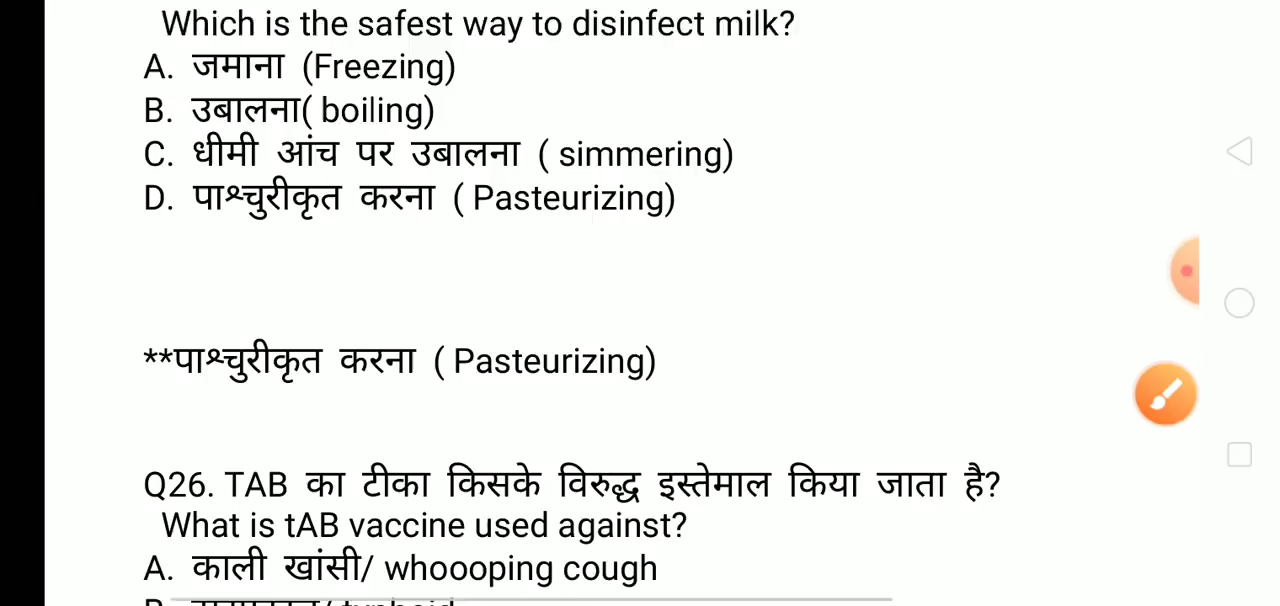 Which is the safest way to disinfect milk?
A. जमाना (Freezing)
B. उबालना( boiling)
C. धीमी आंच पर उबालना ( simmering)
D. पाश्चुरीकृत करना ( Pasteurizing)
**पाश्चुरीकृत करना ( Pasteurizing)
Q26. TAB का टीका किसके विरुद्ध इस्तेमाल किया जाता है?
What is tAB vaccine used against?
A. काली खांसी/ whoooping cough